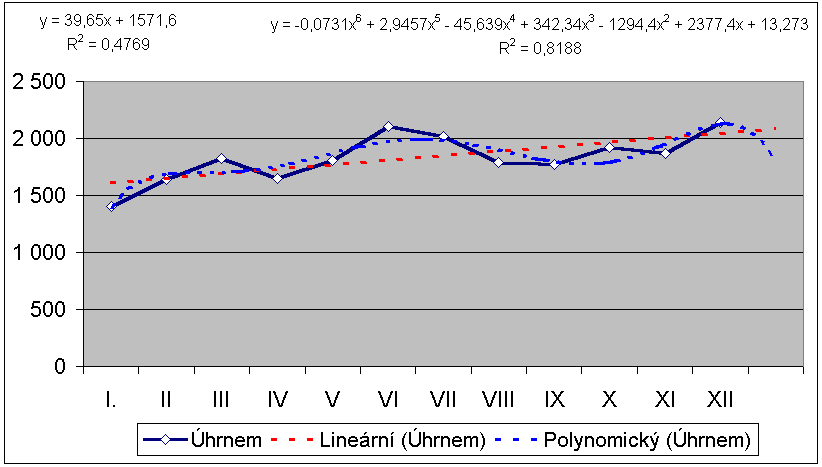 y = 39,65x + 1571,6
R² = 0,4769
y = -0,0731x⁶ + 2,9457x⁵ - 45,639x⁴ + 342,34x³ - 1294,4x² + 2377,4x + 13,273
R² = 0,8188
2 500
2 000
1 500
1 000
500
0
I. II III IV V VI VII VIII IX X XI XII
Úhrnem Lineární (Úhrnem) Polynomický (Úhrnem)